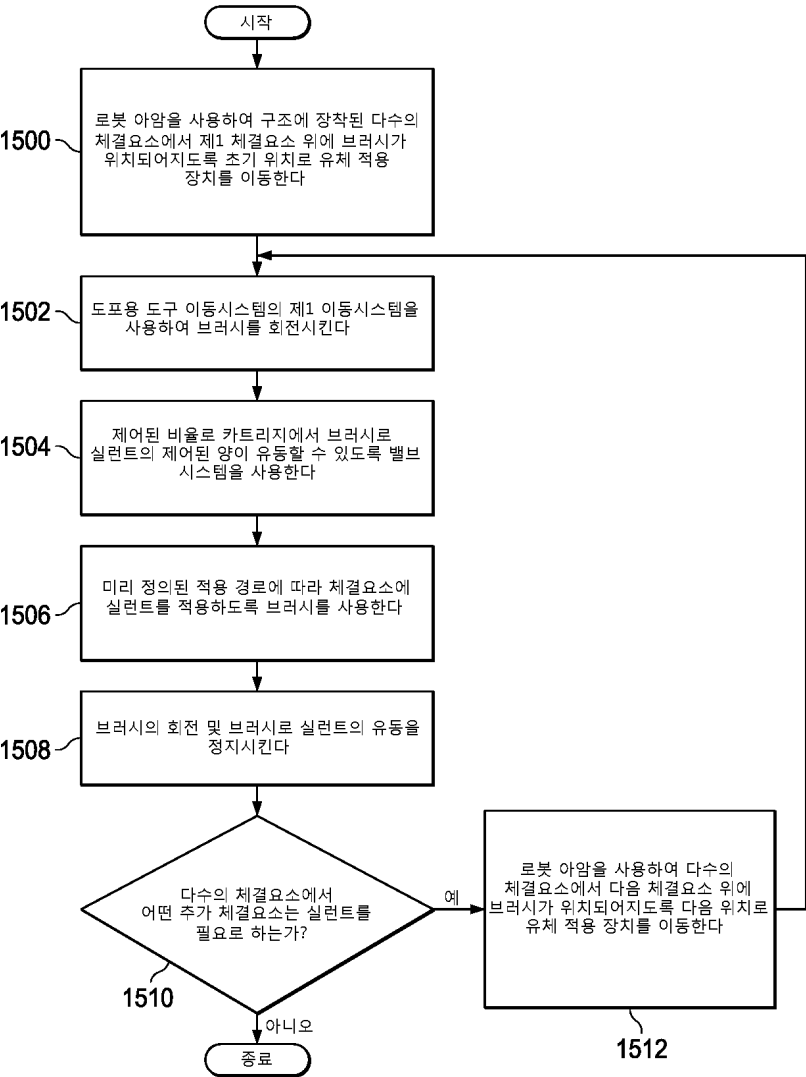 시작
1500
로봇 아암을 사용하여 구조에 장착된 다수의
체결요소에서 제1 체결요소 위에 브러시가
위치되어지도록 초기 위치로 유체 적용
장치를 이동한다
1502
도포용 도구 이동시스템의 제1 이동시스템을
사용하여 브러시를 회전시킨다
1504
제어된 비율로 카트리지에서 브러시로
실런트의 제어된 양이 유동할 수 있도록 밸브
시스템을 사용한다
1506
미리 정의된 적용 경로에 따라 체결요소에
실런트를 적용하도록 브러시를 사용한다
1508
브러시의 회전 및 브러시로 실런트의 유동을
정지시킨다
다수의 체결요소에서
어떤 추가 체결요소는 실런트를
필요로 하는가?
1510
예
로봇 아암을 사용하여 다수의
체결요소에서 다음 체결요소 위에
브러시가 위치되어지도록 다음 위치로
유체 적용 장치를 이동한다
1512
아니오
종료